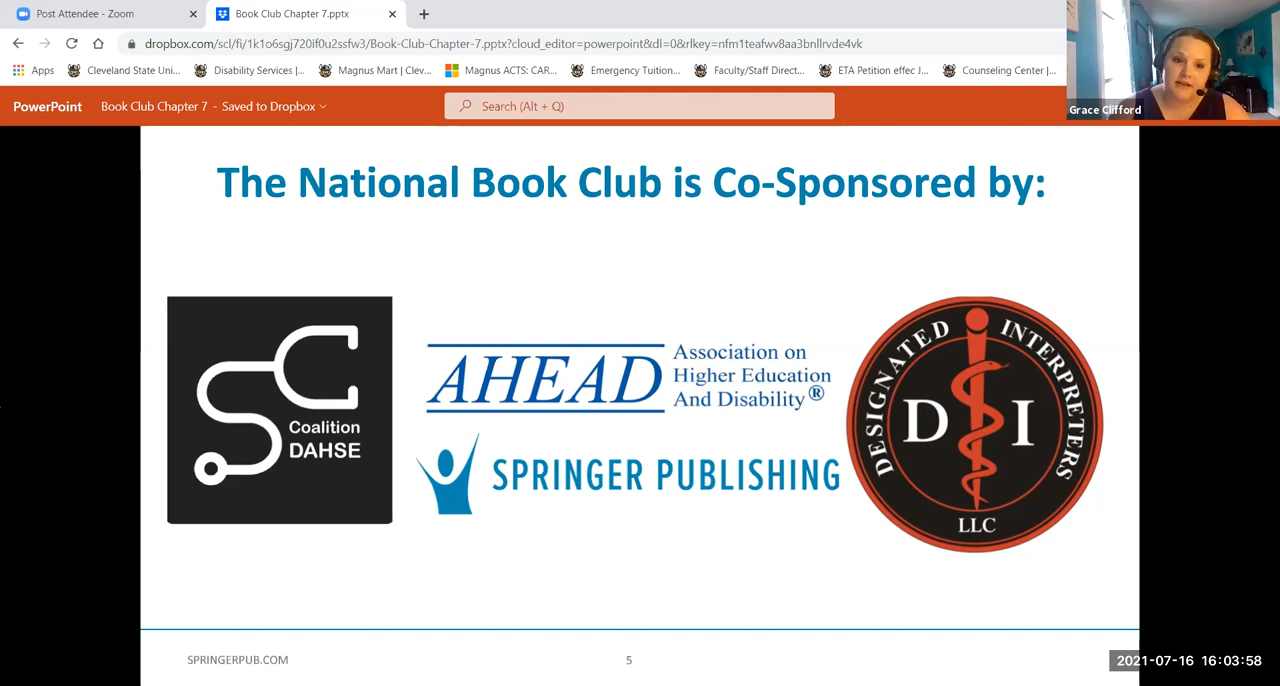 Post Attendee - Zoom
Book Club Chapter 7.pptx
dropbox.com/scl/fi/1k1o6sgj720if0u2ssfw3/Book-Club-Chapter-7.pptx?cloud_editor=powerpoint&dl=0&rlkey=nfm1teafwv8aa3bnllrvde4vk
Apps
Cleveland State Uni...
Disability Services |...
Magnus Mart | Clev...
Magnus ACTS: CAR...
Emergency Tuition...
Faculty/Staff Direct...
ETA Petition effec J...
Counseling Center |...
Grace Clifford
PowerPoint
Book Club Chapter 7 - Saved to Dropbox
Search (Alt + Q)
The National Book Club is Co-Sponsored by:
Coalition
DAHSE
AHEAD
Association on
Higher Education
And Disability®
SPRINGER PUBLISHING
DESIGNATED INTERPRETERS
D I
LLC
SPRINGERPUB.COM
5
2021-07-16 16:03:58